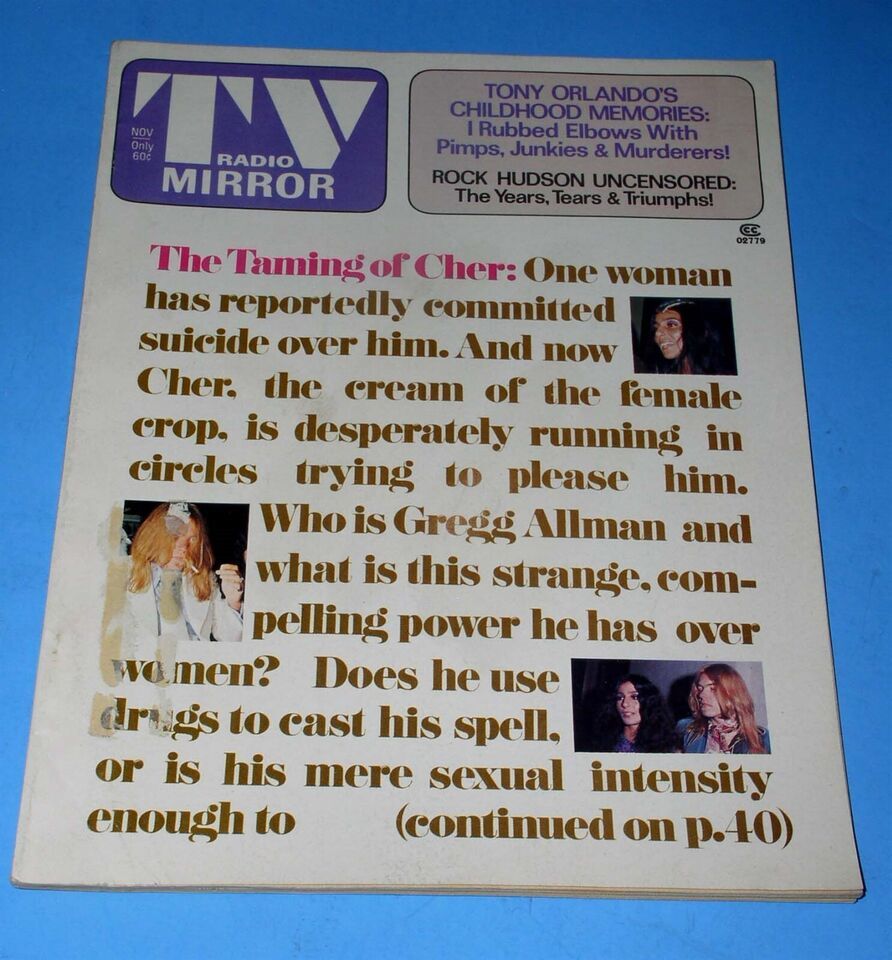 TV
NOV
Only
60¢
RADIO
MIRROR
TONY ORLANDO'S
CHILDHOOD MEMORIES:
I Rubbed Elbows With
Pimps, Junkies & Murderers!
ROCK HUDSON UNCENSORED:
The Years, Tears & Triumphs!
CC
02779
The Taming of Cher: One woman
has reportedly committed
suicide over him. And now
Cher, the cream of the female
crop, is desperately running in
circles trying to please him.
Who is Gregg Allman and
what is this strange, com-
pelling power he has over
women? Does he use
drugs to cast his spell,
or is his mere sexual intensity
enough to (continued on p.40)